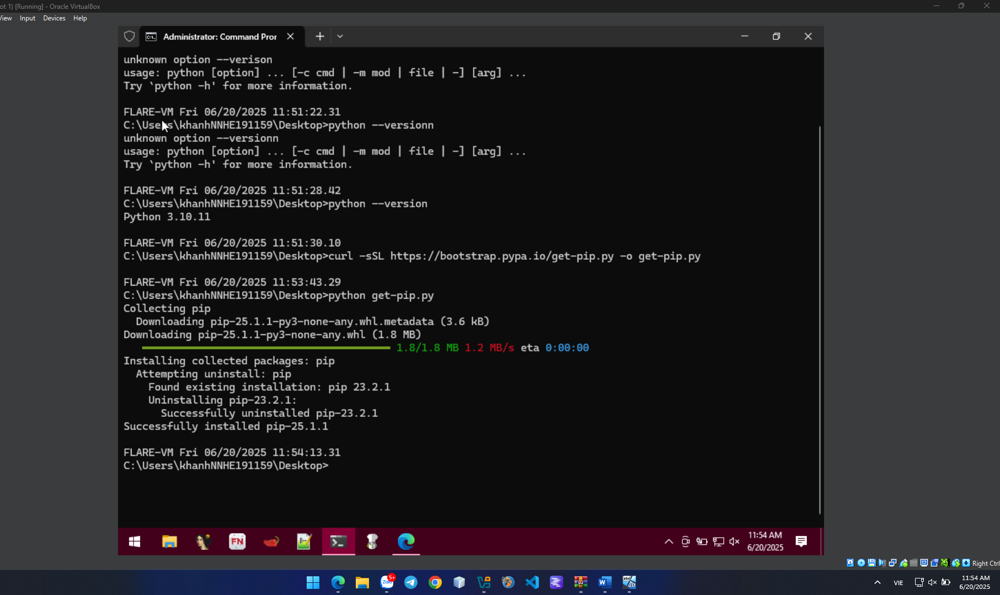 ot 1) [Running] - Oracle VirtualBox
View Input Devices Help
Administrator: Command Pror
unknown option --verison
usage: python [option] ... [-c cmd | -m mod | file | -] [arg] ...
Try `python -h' for more information.
FLARE-VM Fri 06/20/2025 11:51:22.31
C:\Users\khanhNNHE191159\Desktop>python --versionn
unknown option --versionn
usage: python [option] ... [-c cmd | -m mod | file | -] [arg] ...
Try `python -h' for more information.
FLARE-VM Fri 06/20/2025 11:51:28.42
C:\Users\khanhNNHE191159\Desktop>python --version
Python 3.10.11
FLARE-VM Fri 06/20/2025 11:51:30.10
C:\Users\khanhNNHE191159\Desktop>curl -sSL https://bootstrap.pypa.io/get-pip.py -o get-pip.py
FLARE-VM Fri 06/20/2025 11:53:43.29
C:\Users\khanhNNHE191159\Desktop>python get-pip.py
Collecting pip
Downloading pip-25.1.1-py3-none-any.whl.metadata (3.6 kB)
Downloading pip-25.1.1-py3-none-any.whl (1.8 MB)
1.8/1.8 MB 1.2 MB/s eta 0:00:00
Installing collected packages: pip
Attempting uninstall: pip
Found existing installation: pip 23.2.1
Uninstalling pip-23.2.1:
Successfully uninstalled pip-23.2.1
Successfully installed pip-25.1.1
FLARE-VM Fri 06/20/2025 11:54:13.31
C:\Users\khanhNNHE191159\Desktop>
FN
11:54 AM
6/20/2025
Right Ctrl
Zalo
5+
VIE
11:54 AM
6/20/2025